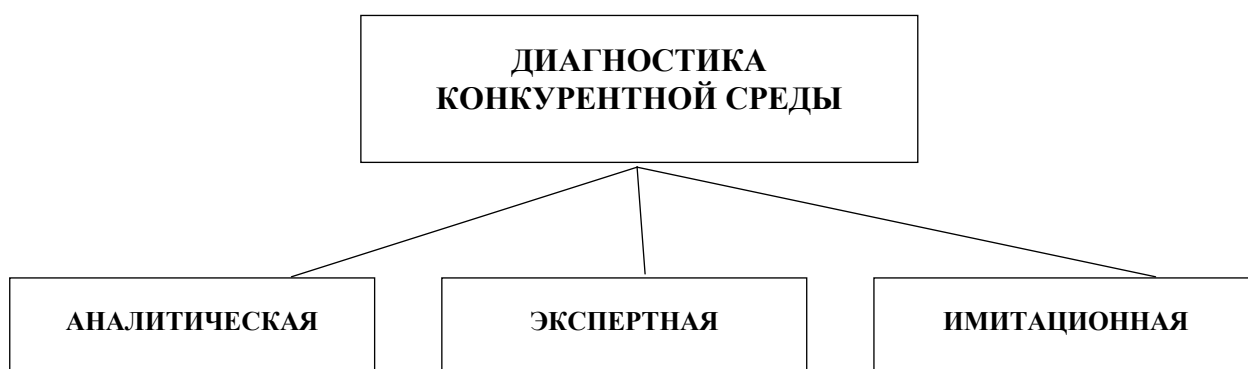 ДИАГНОСТИКА
КОНКУРЕНТНОЙ СРЕДЫ
АНАЛИТИЧЕСКАЯ
ЭКСПЕРТНАЯ
ИМИТАЦИОННАЯ